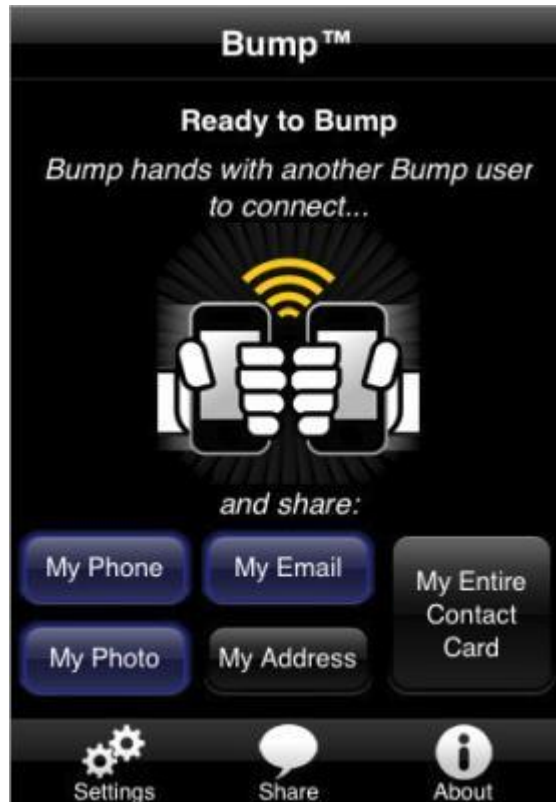 Bump™
Ready to Bump
Bump hands with another Bump user
to connect...
and share:
My Phone
My Email
My Entire
Contact
Card
My Photo
My Address
Settings
Share
About